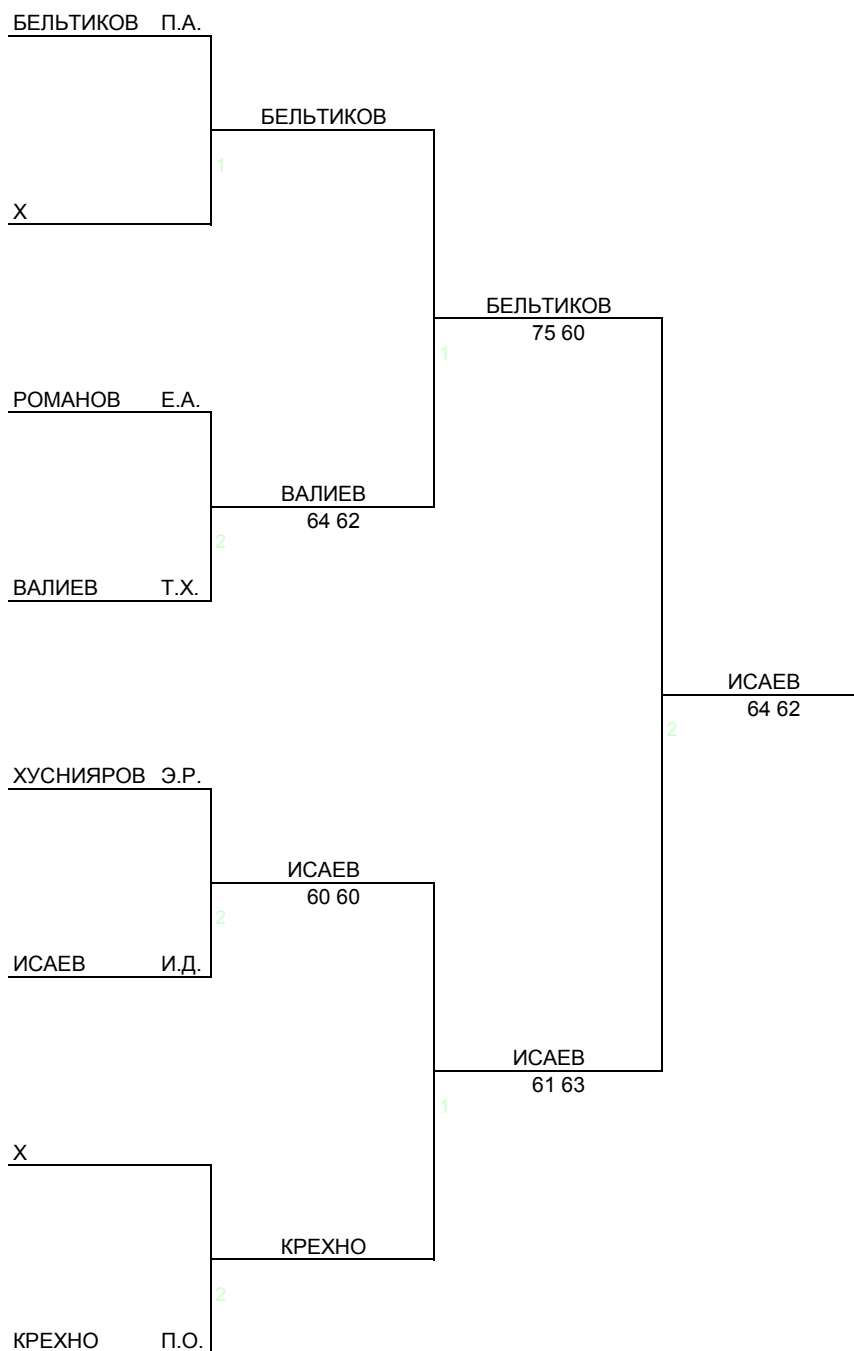 БЕЛЬТИКОВ П.А.
БЕЛЬТИКОВ
1
Х
БЕЛЬТИКОВ
75 60
1
РОМАНОВ Е.А.
ВАЛИЕВ
64 62
2
ВАЛИЕВ Т.Х.
ИСАЕВ
64 62
2
ХУСНИЯРОВ Э.Р.
ИСАЕВ
60 60
2
ИСАЕВ И.Д.
ИСАЕВ
61 63
1
Х
КРЕХНО
2
КРЕХНО П.О.